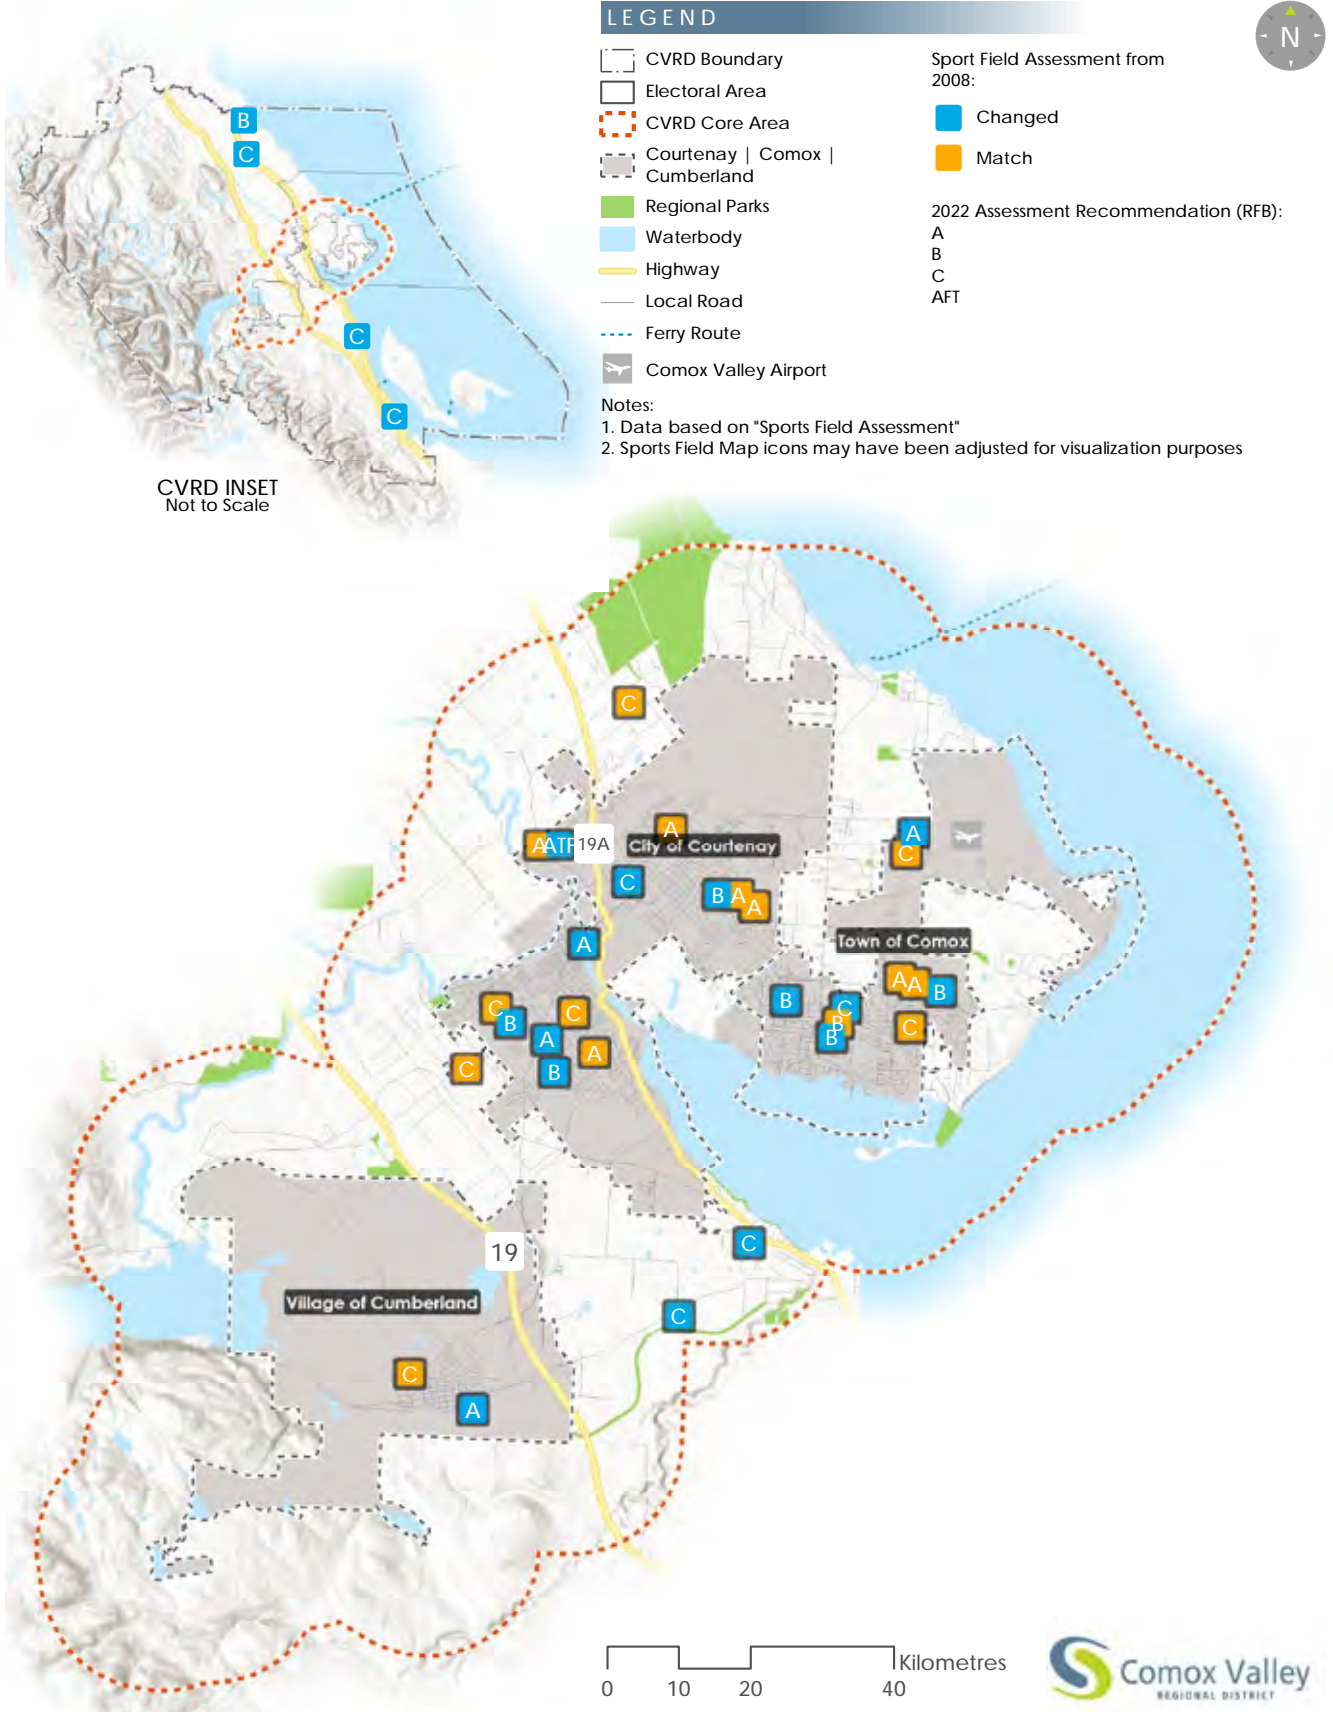 LEGEND
CVRD Boundary
Electoral Area
CVRD Core Area
Courtenay | Comox |
Cumberland
Regional Parks
Waterbody
Highway
Local Road
Ferry Route
Comox Valley Airport
Sport Field Assessment from
2008:
Changed
Match
2022 Assessment Recommendation (RFB):
A
B
C
AFT
N
Notes:
1. Data based on "Sports Field Assessment"
2. Sports Field Map icons may have been adjusted for visualization purposes
B
C
C
C
CVRD INSET
Not to Scale
C
A
A
ATF
19A
City of Courtenay
A
C
C
B
A
A
A
Town of Comox
A
A
B
B
C
B
B
C
C
B
C
A
A
C
B
C
19
Village of Cumberland
C
C
A
Kilometres
0 10 20 40
Comox Valley
REGIONAL DISTRICT